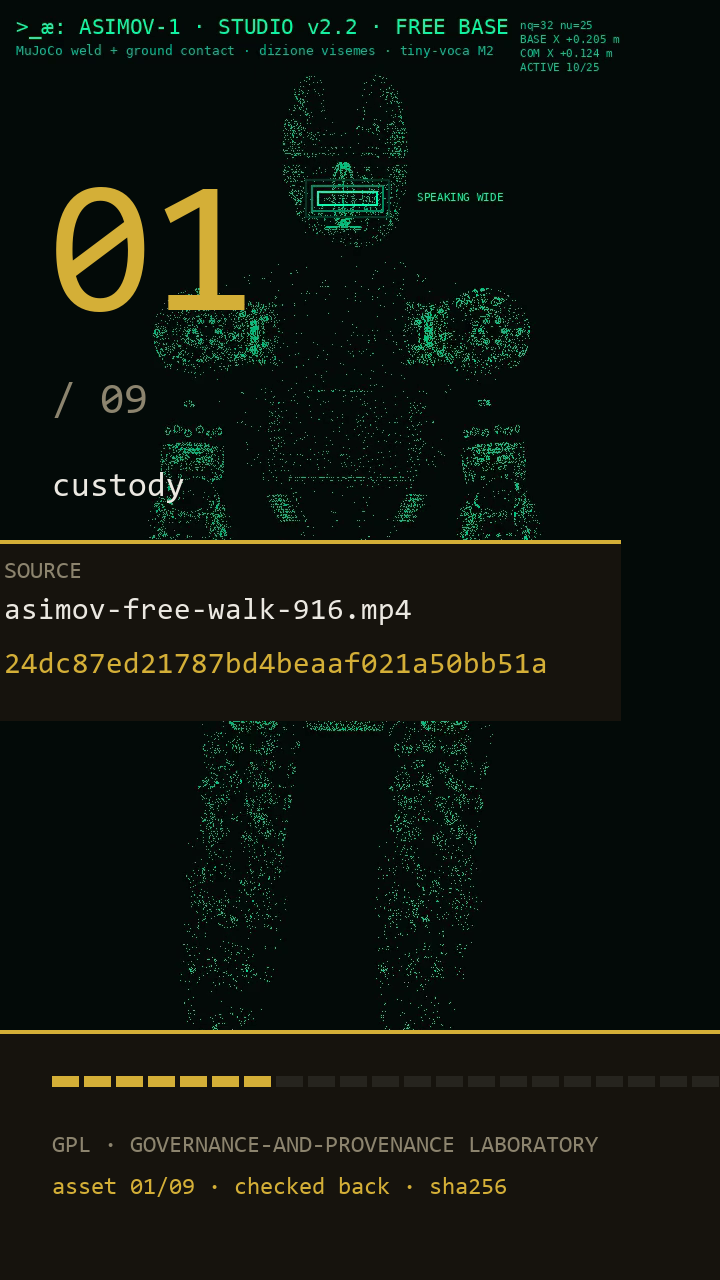 >_æ: ASIMOV-1 · STUDIO v2.2 · FREE BASE
MuJoCo weld + ground contact · dizione visemes · tiny-voca M2
nq=32 nu=25
BASE X +0.205 m
COM X +0.124 m
ACTIVE 10/25
SPEAKING WIDE
01
/ 09
custody
SOURCE
asimov-free-walk-916.mp4
24dc87ed21787bd4beaaf021a50bb51a
GPL · GOVERNANCE-AND-PROVENANCE LABORATORY
asset 01/09 · checked back · sha256